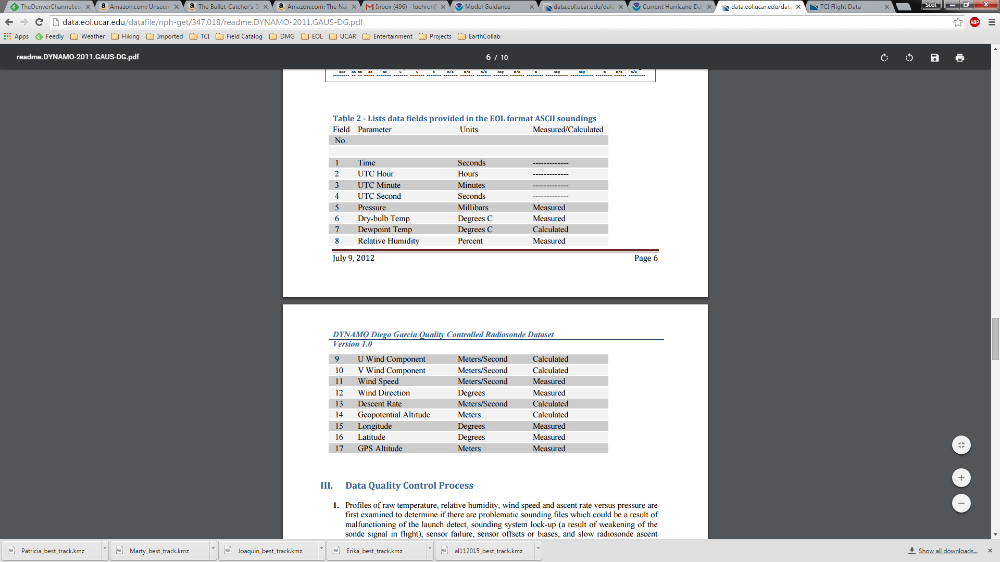 TheDenverChannel.co
Amazon.com: Unseem
The Bullet-Catcher's D
Amazon.com: The Na
Inbox (496) - loehrer@
Model Guidance
data.eol.ucar.edu/data
Current Hurricane Dat
data.eol.ucar.edu/data
TCI Flight Data
Scot
data.eol.ucar.edu/datafile/nph-get/347.018/readme.DYNAMO-2011.GAUS-DG.pdf
ABP
Apps Feedly Weather Hiking Imported TCI Field Catalog DMG EOL UCAR Entertainment Projects EarthCollab
readme.DYNAMO-2011.GAUS-DG.pdf
6 / 10
sec hh mm ss mb C C % m/s m/s m/s deg m/s m deg deg m m/s m/s
Table 2 - Lists data fields provided in the EOL format ASCII soundings
Field Parameter Units Measured/Calculated
No.
1 Time Seconds -------------
2 UTC Hour Hours -------------
3 UTC Minute Minutes -------------
4 UTC Second Seconds -------------
5 Pressure Millibars Measured
6 Dry-bulb Temp Degrees C Measured
7 Dewpoint Temp Degrees C Calculated
8 Relative Humidity Percent Measured
July 9, 2012 Page 6
DYNAMO Diego Garcia Quality Controlled Radiosonde Dataset
Version 1.0
9 U Wind Component Meters/Second Calculated
10 V Wind Component Meters/Second Calculated
11 Wind Speed Meters/Second Measured
12 Wind Direction Degrees Measured
13 Descent Rate Meters/Second Calculated
14 Geopotential Altitude Meters Calculated
15 Longitude Degrees Measured
16 Latitude Degrees Measured
17 GPS Altitude Meters Measured
III. Data Quality Control Process
1. Profiles of raw temperature, relative humidity, wind speed and ascent rate versus pressure are
first examined to determine if there are problematic sounding files which could be a result of
malfunctioning of the launch detect, sounding system lock-up (a result of weakening of the
sonde signal in flight), sensor failure, sensor offsets or biases, and slow radiosonde ascent
Patricia_best_track.kmz
Marty_best_track.kmz
Joaquin_best_track.kmz
Erika_best_track.kmz
al112015_best_track.kmz
Show all downloads...